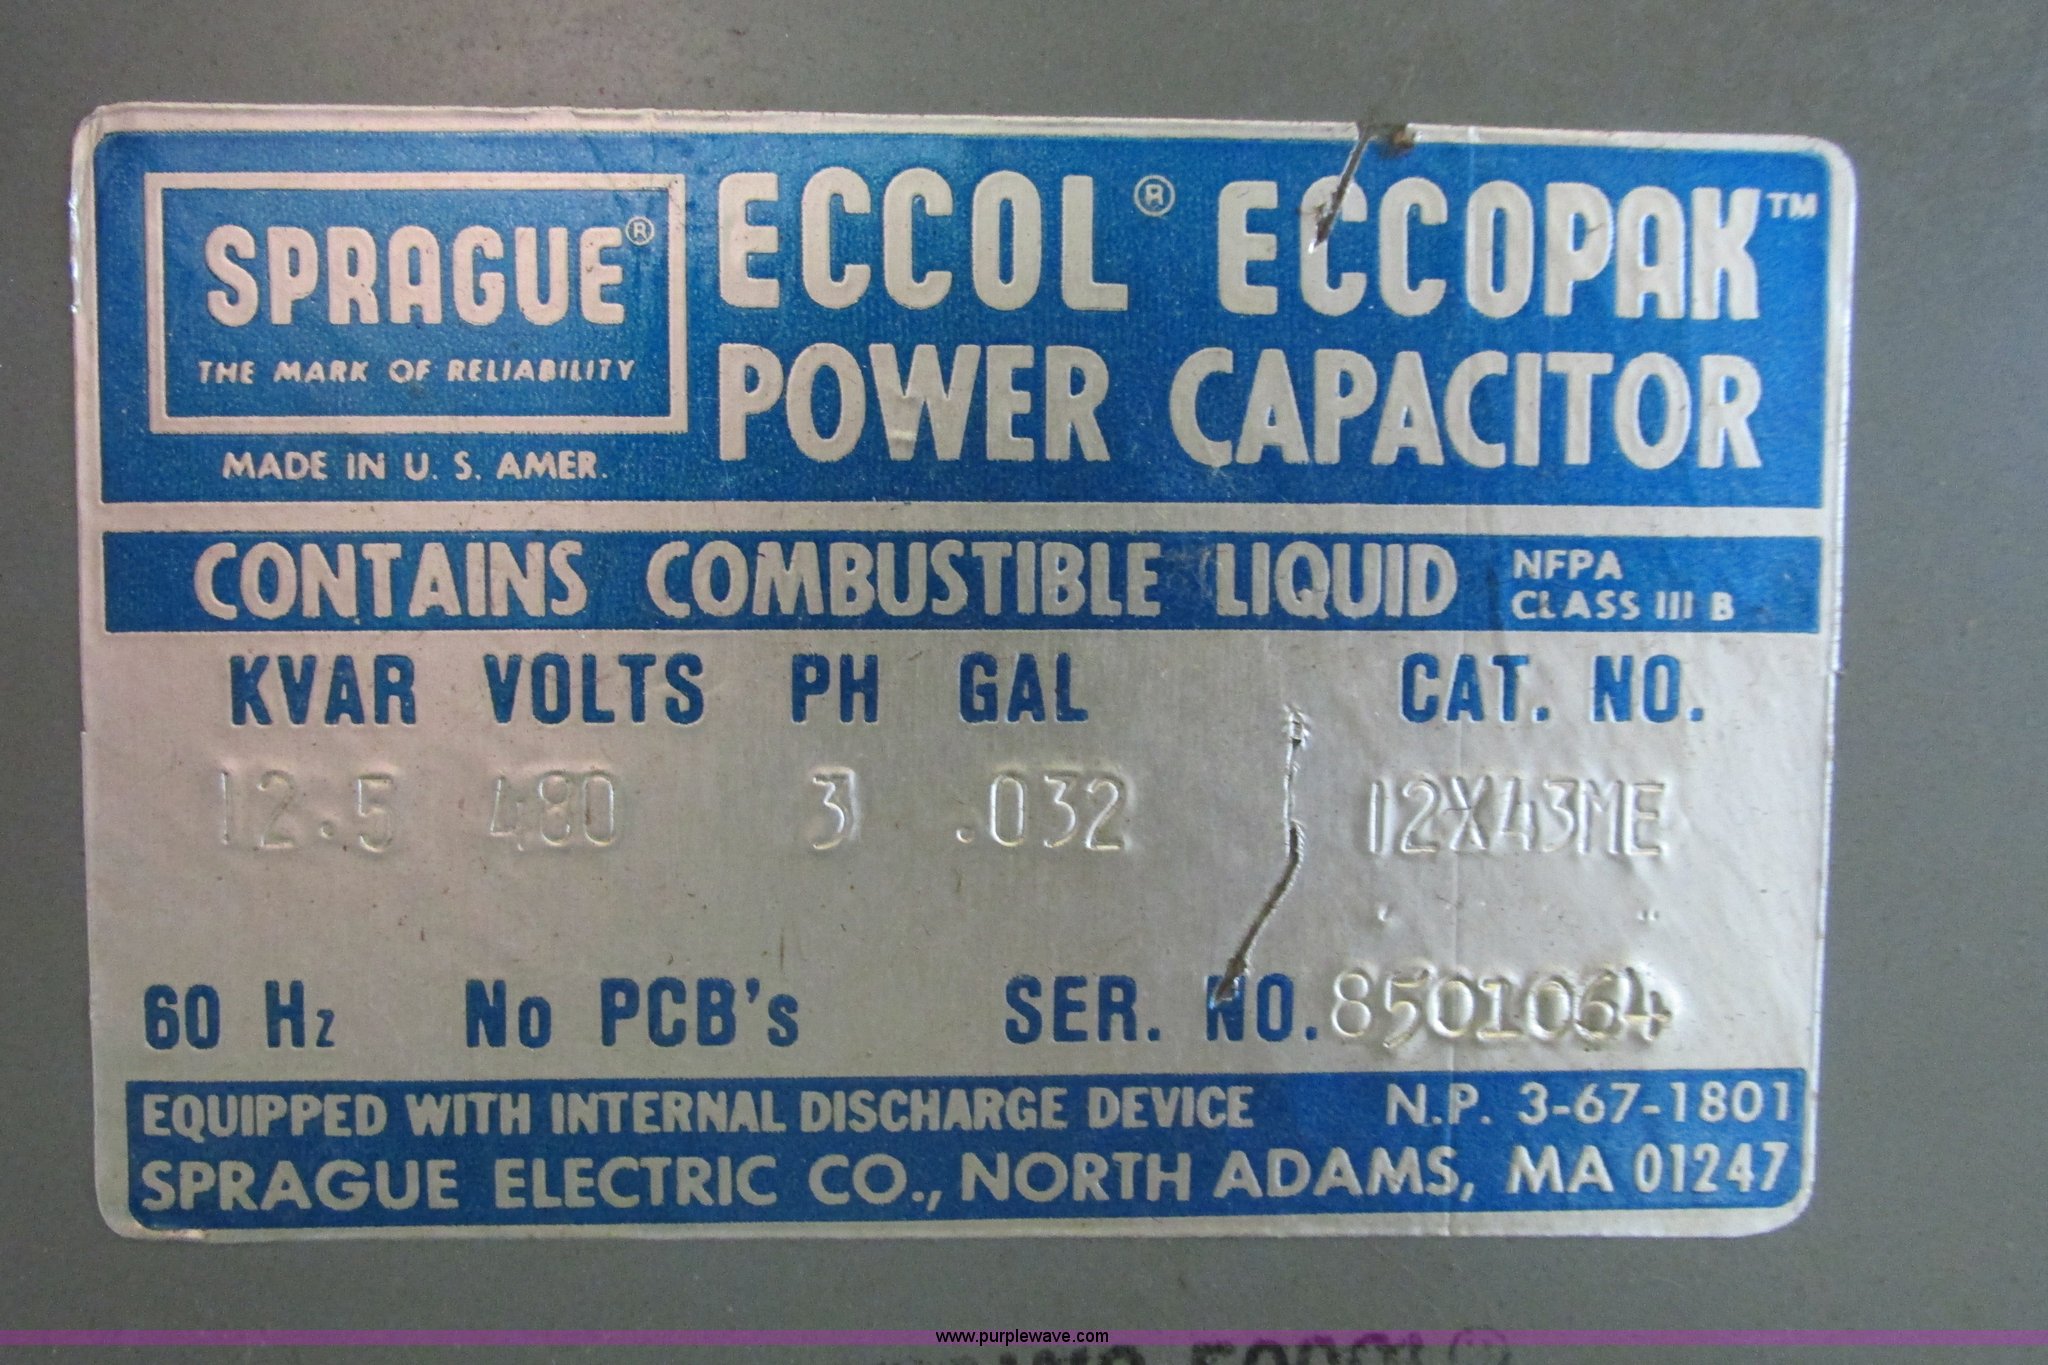 SPRAGUE®
THE MARK OF RELIABILITY
MADE IN U. S. AMER.
ECCOL® ECCOPAK™
POWER CAPACITOR
CONTAINS COMBUSTIBLE LIQUID
NFPA
CLASS III B
KVAR VOLTS PH GAL CAT. NO.
12.5 480 3 .032 12X43ME
60 Hz No PCB's SER. NO. 8501064
EQUIPPED WITH INTERNAL DISCHARGE DEVICE N.P. 3-67-1801
SPRAGUE ELECTRIC CO., NORTH ADAMS, MA 01247
www.purplewave.com